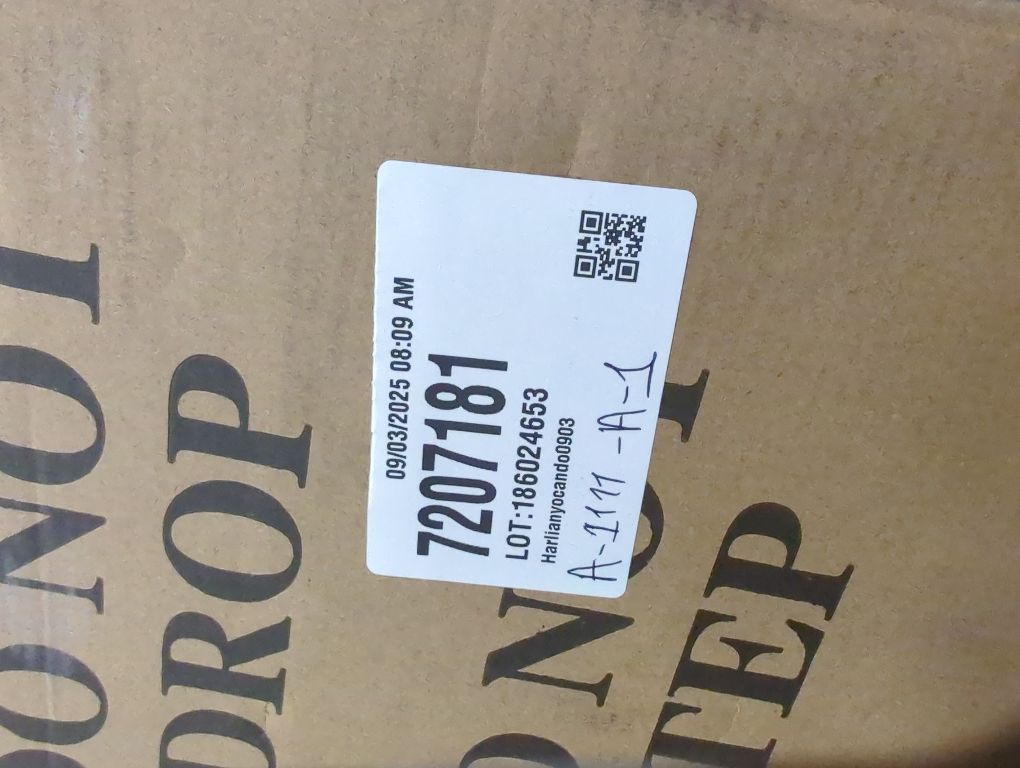 DO NOT
DROP
09/03/2025 08:09 AM
7207181
LOT:186024653
Harlianyocando0903
A-1111-A-1
DO NOT
STEP